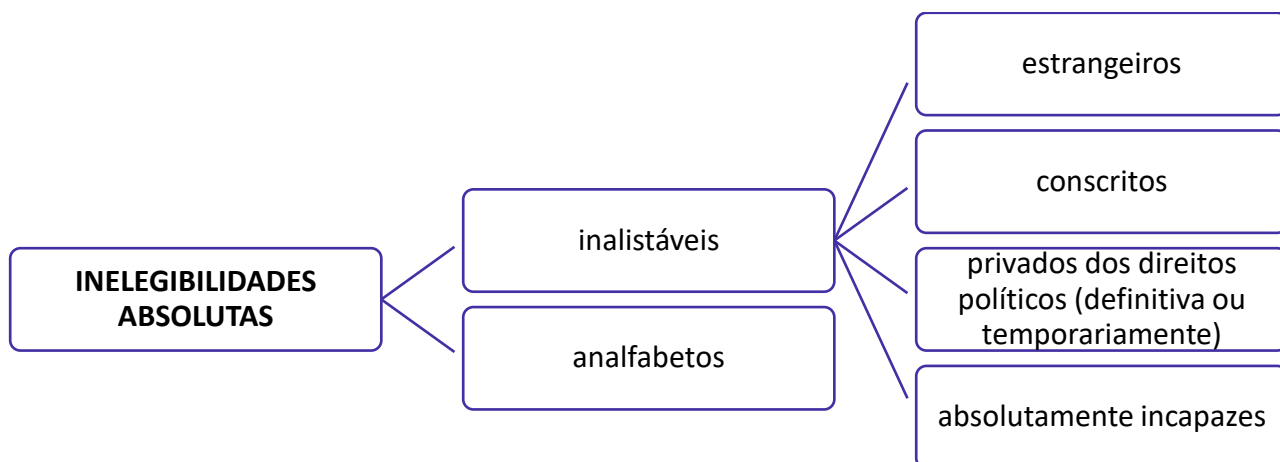 INELEGIBILIDADES
ABSOLUTAS
inalistáveis
analfabetos
estrangeiros
conscritos
privados dos direitos
políticos (definitiva ou
temporariamente)
absolutamente incapazes